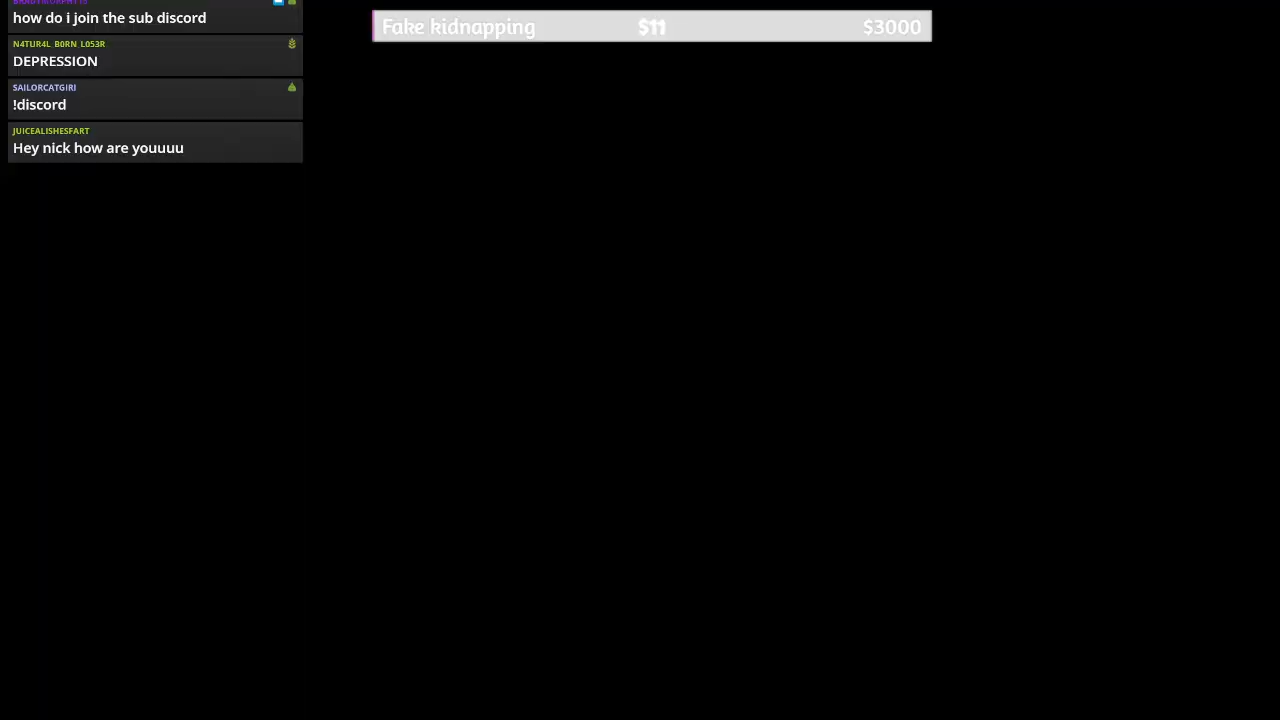 how do i join the sub discord
N4TUR4L_B0RN_L053R
DEPRESSION
SAILORCATGIRI
!discord
JUICEALISHESFART
Hey nick how are youuuu
Fake kidnapping $11 $3000